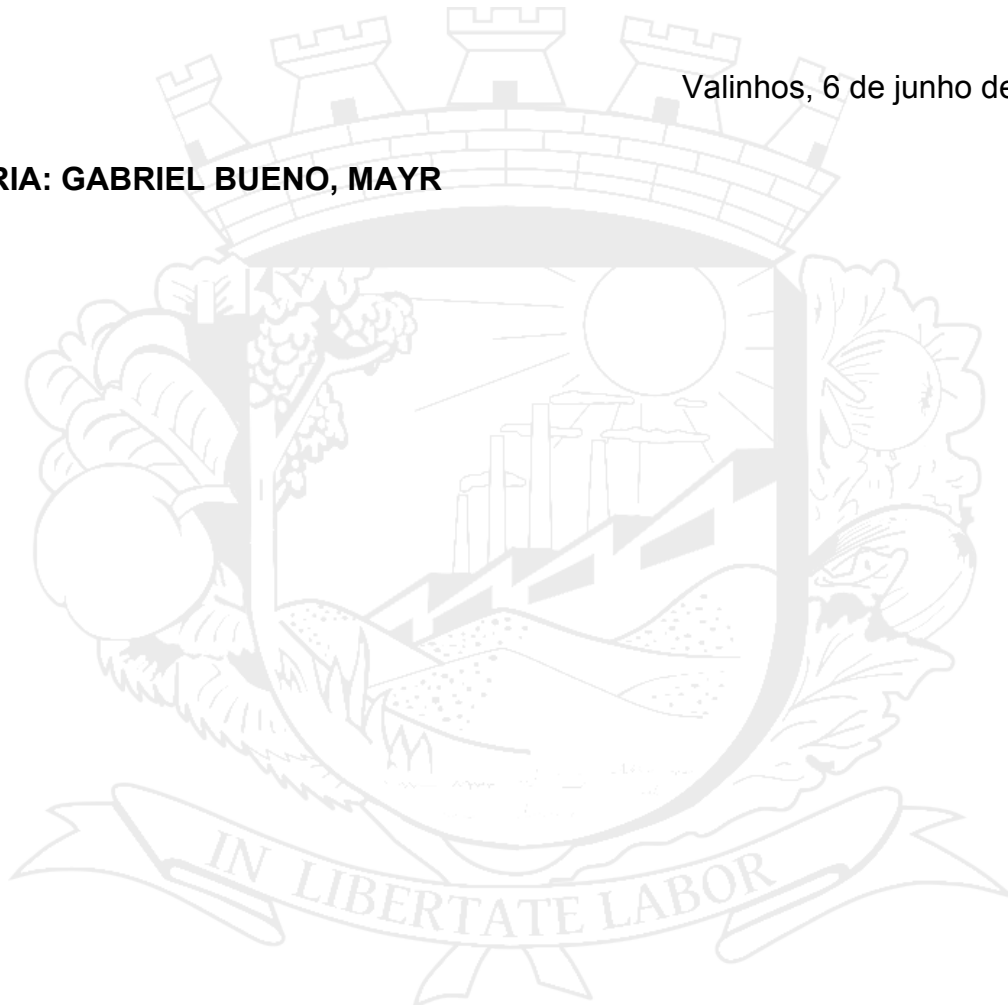 Valinhos, 6 de junho de
RIA: GABRIEL BUENO, MAYR
IN LIBERTATE LABOR